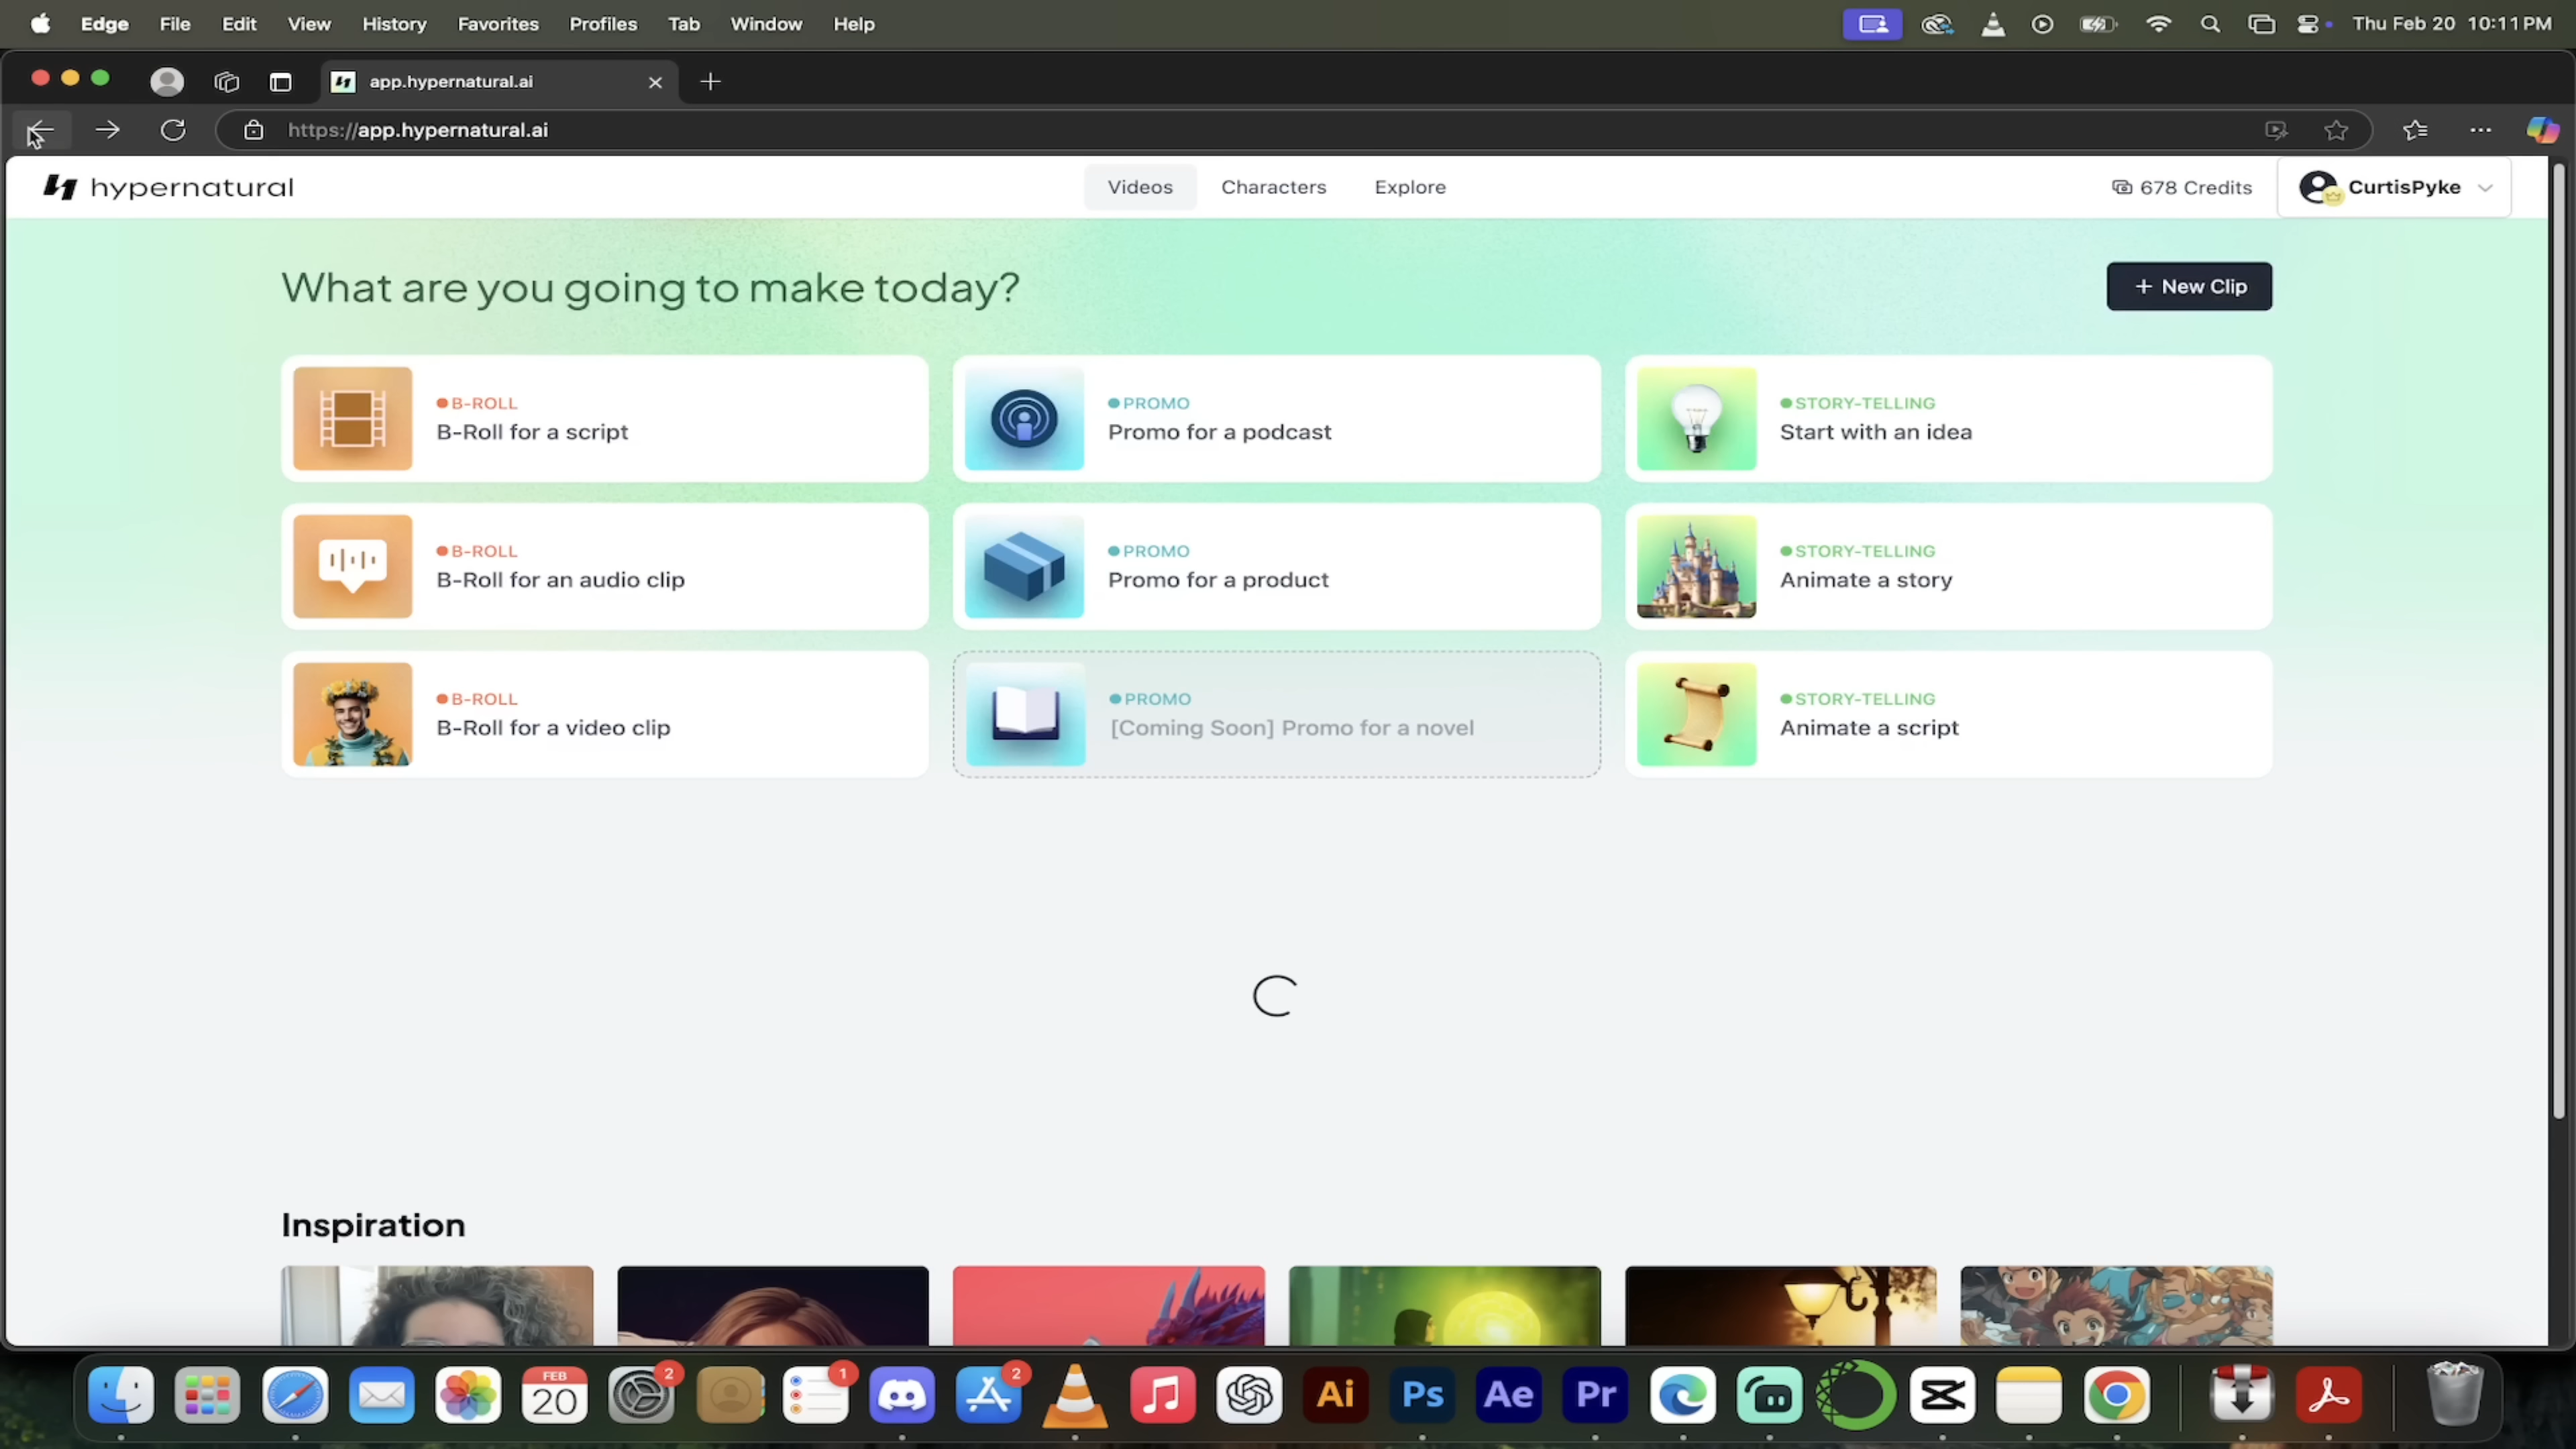 Edge File Edit View History Favorites Profiles Tab Window Help Thu Feb 20 10:11 PM
app.hypernatural.ai
https://app.hypernatural.ai
hypernatural Videos Characters Explore 678 Credits CurtisPyke
What are you going to make today? + New Clip
B-ROLL
B-Roll for a script
PROMO
Promo for a podcast
STORY-TELLING
Start with an idea
B-ROLL
B-Roll for an audio clip
PROMO
Promo for a product
STORY-TELLING
Animate a story
B-ROLL
B-Roll for a video clip
PROMO
[Coming Soon] Promo for a novel
STORY-TELLING
Animate a script
Inspiration
FEB
20
2
1
2
Ai
Ps
Ae
Pr